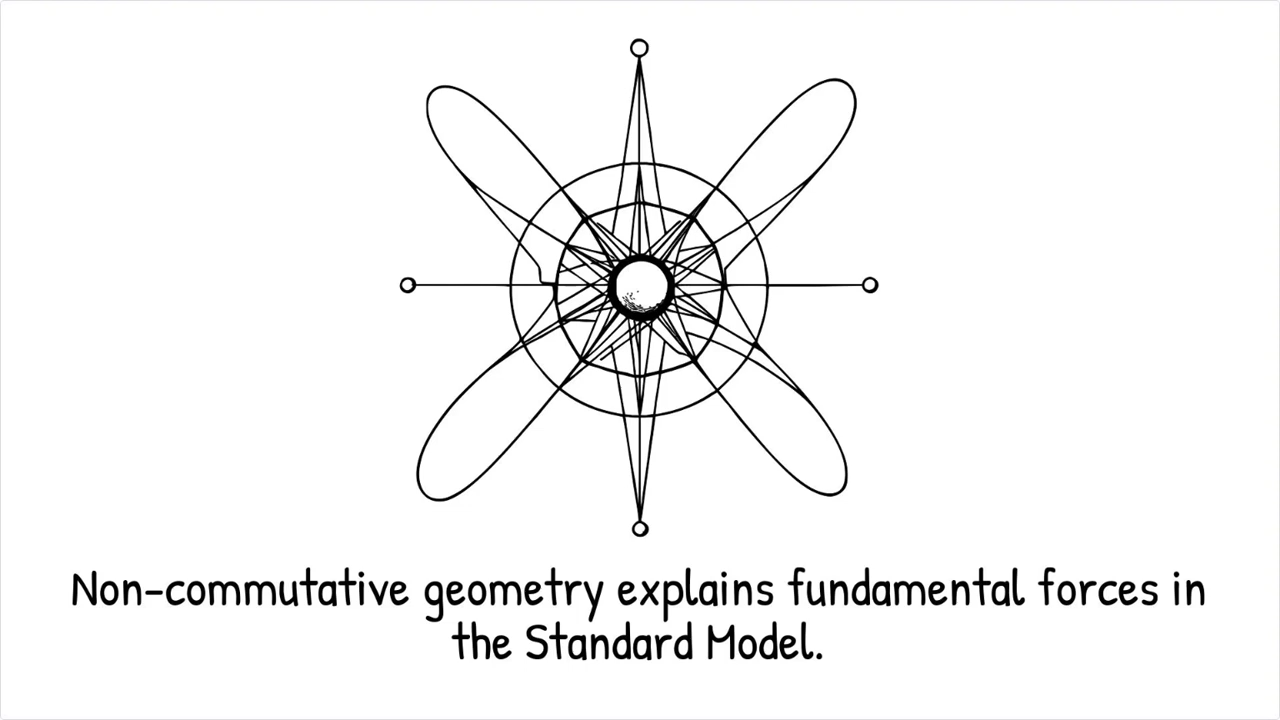 Non-commutative geometry explains fundamental forces in
the Standard Model.